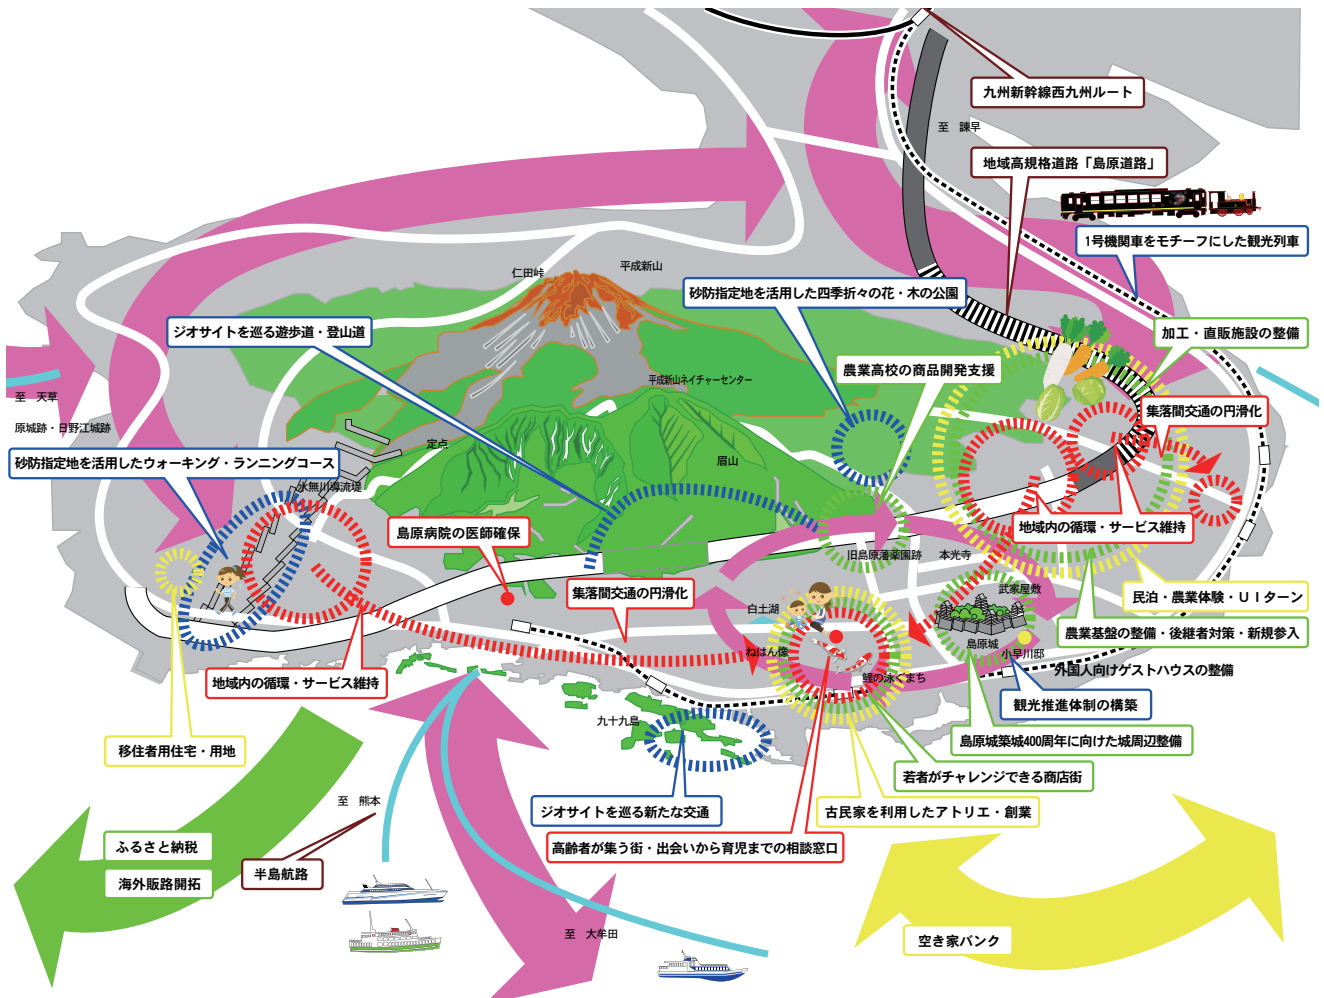 九州新幹線西九州ルート
至 諫早
地域高規格道路「島原道路」
1号機関車をモチーフにした観光列車
平成新山
仁田峠
砂防指定地を活用した四季折々の花・木の公園
ジオサイトを巡る遊歩道・登山道
加工・直販施設の整備
農業高校の商品開発支援
平成新山ネイチャーセンター
至 天草
集落間交通の円滑化
原城跡・日野江城跡
定点
眉山
砂防指定地を活用したウォーキング・ランニングコース
水無川導流堤
島原病院の医師確保
地域内の循環・サービス維持
旧島原藩薬園跡
本光寺
集落間交通の円滑化
武家屋敷
民泊・農業体験・UIターン
白土湖
農業基盤の整備・後継者対策・新規参入
島原城
小早川邸
ねはん像
外国人向けゲストハウスの整備
鯉の泳ぐまち
地域内の循環・サービス維持
観光推進体制の構築
九十九島
島原城築城400周年に向けた城周辺整備
移住者用住宅・用地
若者がチャレンジできる商店街
至 熊本
ジオサイトを巡る新たな交通
古民家を利用したアトリエ・創業
ふるさと納税
高齢者が集う街・出会いから育児までの相談窓口
半島航路
海外販路開拓
至 大牟田
空き家バンク